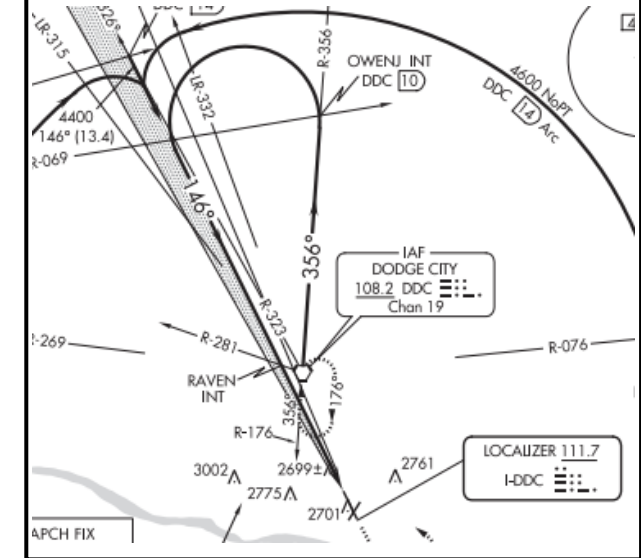 DDC 14
LR-315
326°
LR-332
R-356
OWENJ INT
DDC 10
4600 NoPT
DDC 14 Arc
4400
146° (13.4)
R-069
146°
356°
IAF
DODGE CITY
108.2 DDC
Chan 19
R-323
R-269
R-281
R-076
RAVEN
INT
356°
176°
R-176
3002
2699±
2761
2775
2701
LOCALIZER 111.7
I-DDC
APCH FIX